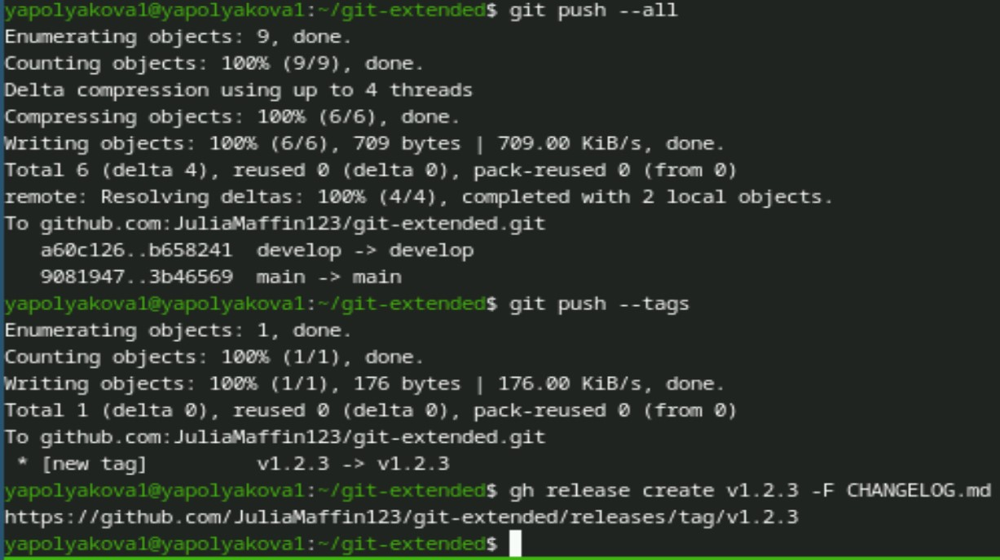 yapolyakova1@yapolyakova1:~/git-extended$ git push --all
Enumerating objects: 9, done.
Counting objects: 100% (9/9), done.
Delta compression using up to 4 threads
Compressing objects: 100% (6/6), done.
Writing objects: 100% (6/6), 709 bytes | 709.00 KiB/s, done.
Total 6 (delta 4), reused 0 (delta 0), pack-reused 0 (from 0)
remote: Resolving deltas: 100% (4/4), completed with 2 local objects.
To github.com:JuliaMaffin123/git-extended.git
   a60c126..b658241  develop -> develop
   9081947..3b46569  main -> main
yapolyakova1@yapolyakova1:~/git-extended$ git push --tags
Enumerating objects: 1, done.
Counting objects: 100% (1/1), done.
Writing objects: 100% (1/1), 176 bytes | 176.00 KiB/s, done.
Total 1 (delta 0), reused 0 (delta 0), pack-reused 0 (from 0)
To github.com:JuliaMaffin123/git-extended.git
 * [new tag]         v1.2.3 -> v1.2.3
yapolyakova1@yapolyakova1:~/git-extended$ gh release create v1.2.3 -F CHANGELOG.md
https://github.com/JuliaMaffin123/git-extended/releases/tag/v1.2.3
yapolyakova1@yapolyakova1:~/git-extended$